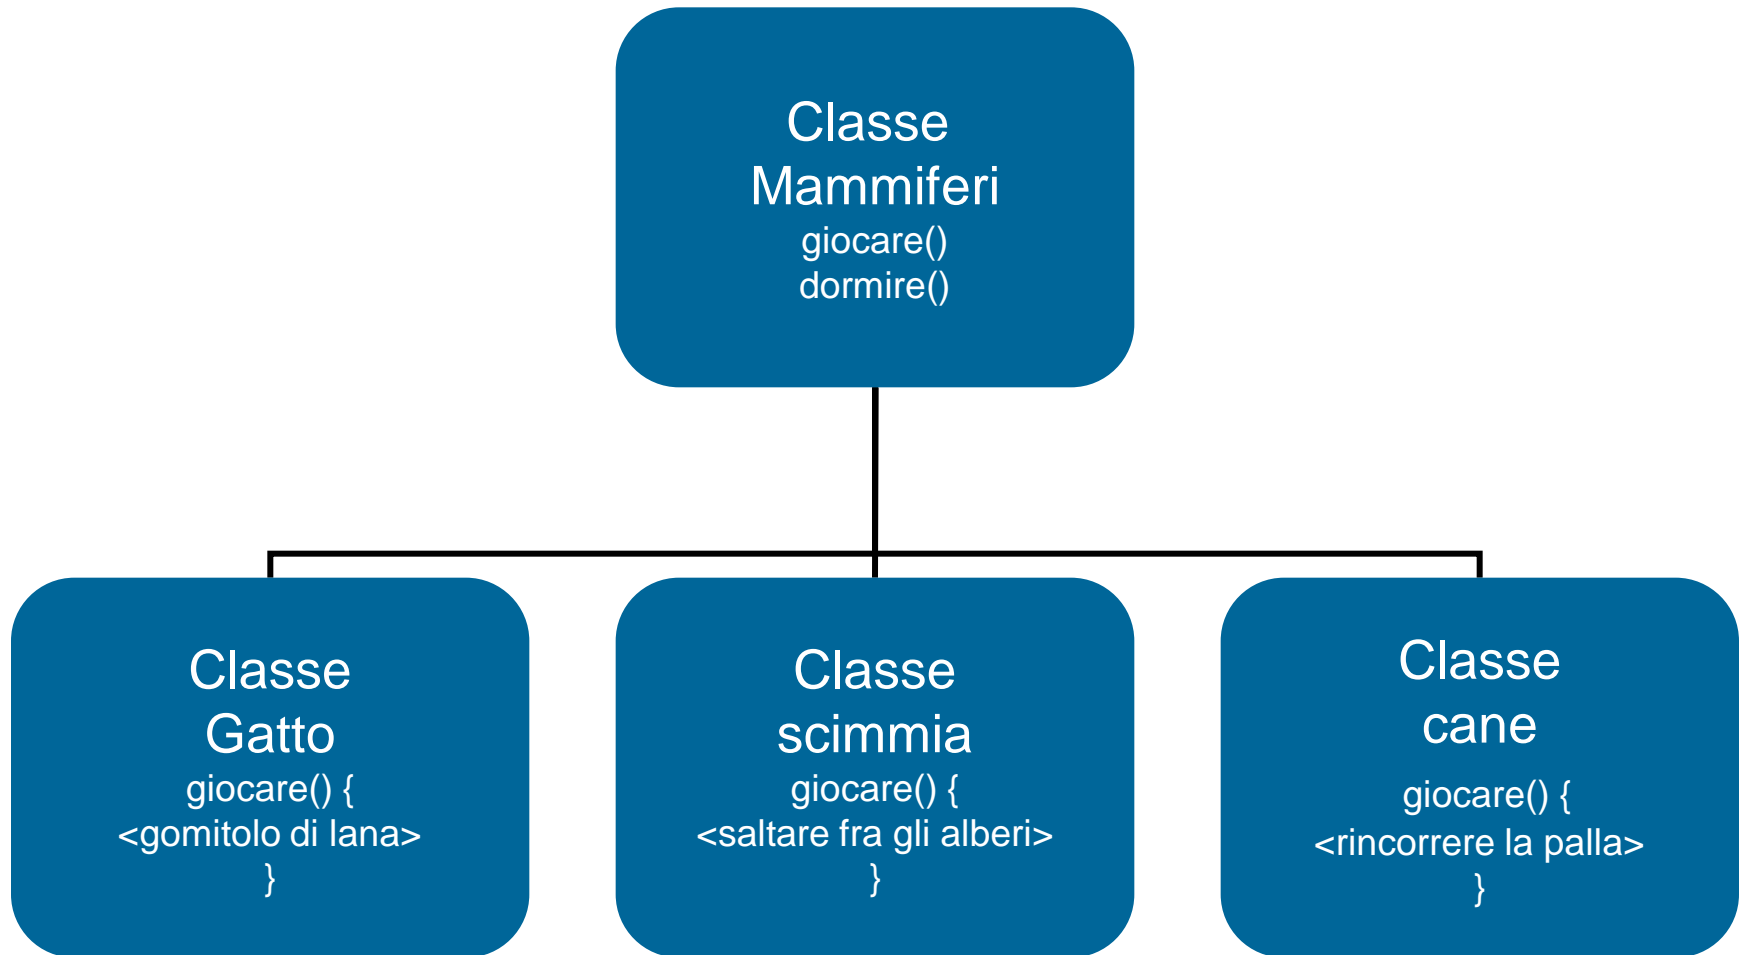 Classe
Mammiferi
giocare()
dormire()
Classe
Gatto
giocare() {
<gomitolo di lana>
}
Classe
scimmia
giocare() {
<saltare fra gli alberi>
}
Classe
cane
giocare() {
<rincorrere la palla>
}